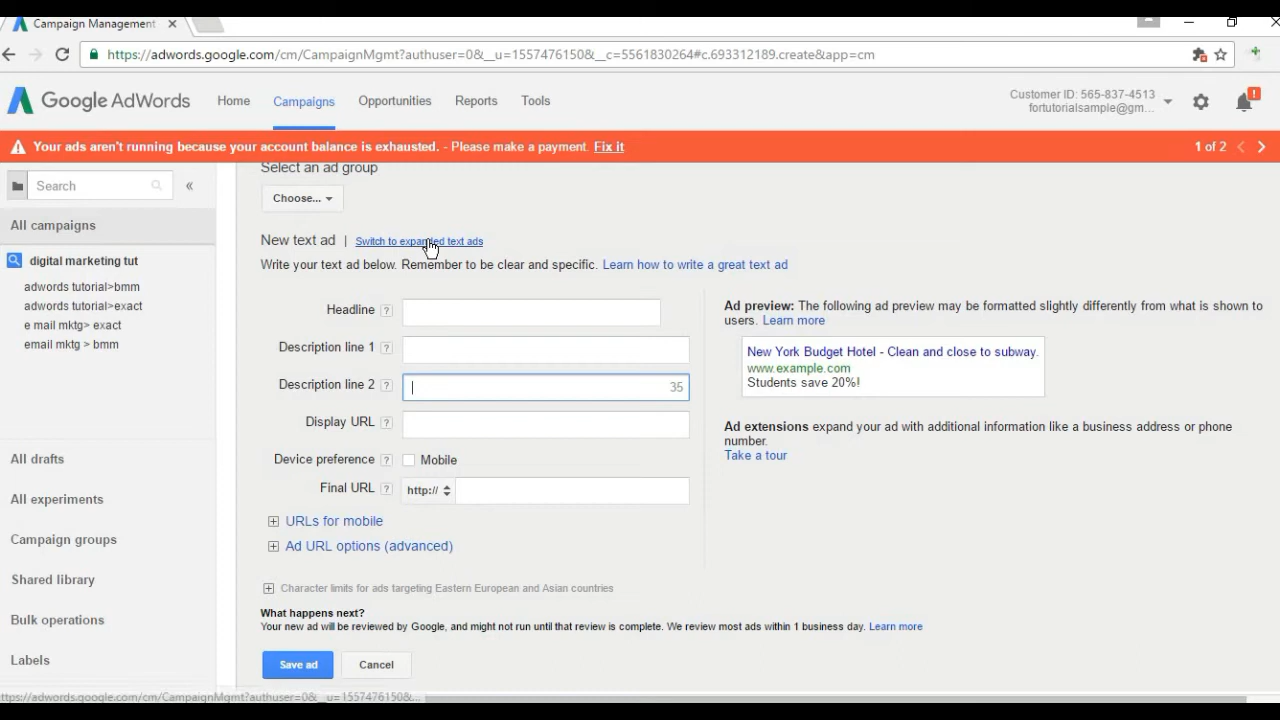 Campaign Management
https://adwords.google.com/cm/CampaignMgmt?authuser=0&__u=1557476150&__c=5561830264#c.693312189.create&app=cm
Google AdWords Home Campaigns Opportunities Reports Tools
Customer ID: 565-837-4513
fortutorialsample@gm...
!
Your ads aren't running because your account balance is exhausted. - Please make a payment. Fix it 1 of 2
Search «
All campaigns
digital marketing tut
adwords tutorial>bmm
adwords tutorial>exact
e mail mktg> exact
email mktg > bmm
All drafts
All experiments
Campaign groups
Shared library
Bulk operations
Labels
Select an ad group
Choose...
New text ad | Switch to expanded text ads
Write your text ad below. Remember to be clear and specific. Learn how to write a great text ad
Headline ?
Description line 1 ?
Description line 2 ? 35
Display URL ?
Device preference ? Mobile
Final URL ? http://
URLs for mobile
Ad URL options (advanced)
Character limits for ads targeting Eastern European and Asian countries
What happens next?
Your new ad will be reviewed by Google, and might not run until that review is complete. We review most ads within 1 business day. Learn more
Save ad Cancel
Ad preview: The following ad preview may be formatted slightly differently from what is shown to
users. Learn more
New York Budget Hotel - Clean and close to subway.
www.example.com
Students save 20%!
Ad extensions expand your ad with additional information like a business address or phone
number.
Take a tour
ttps://adwords.google.com/cm/CampaignMgmt?authuser=0&__u=1557476150&...